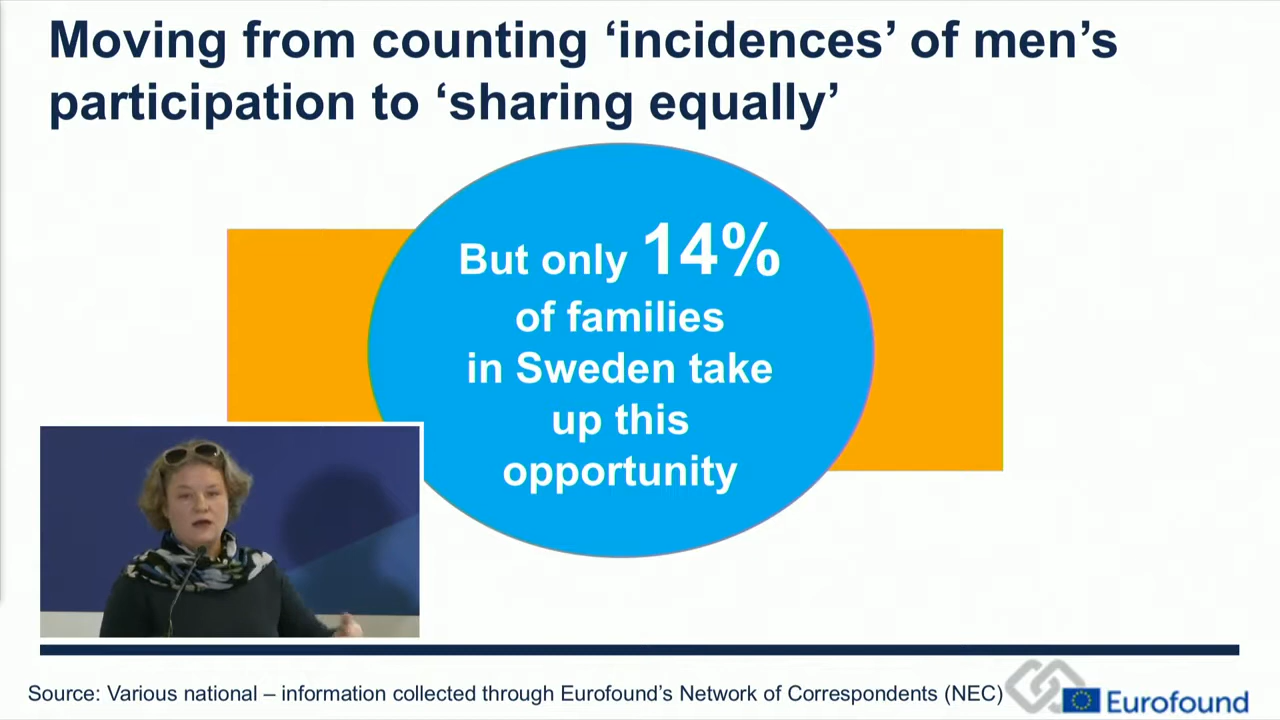 Moving from counting ‘incidences’ of men’s
participation to ‘sharing equally’
But only 14%
of families
in Sweden take
up this
opportunity
Source: Various national – information collected through Eurofound’s Network of Correspondents (NEC)
Eurofound